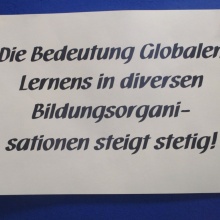 Die Bedeutung Globalen
Lernens in diversen
Bildungsorgani-
sationen steigt stetig!